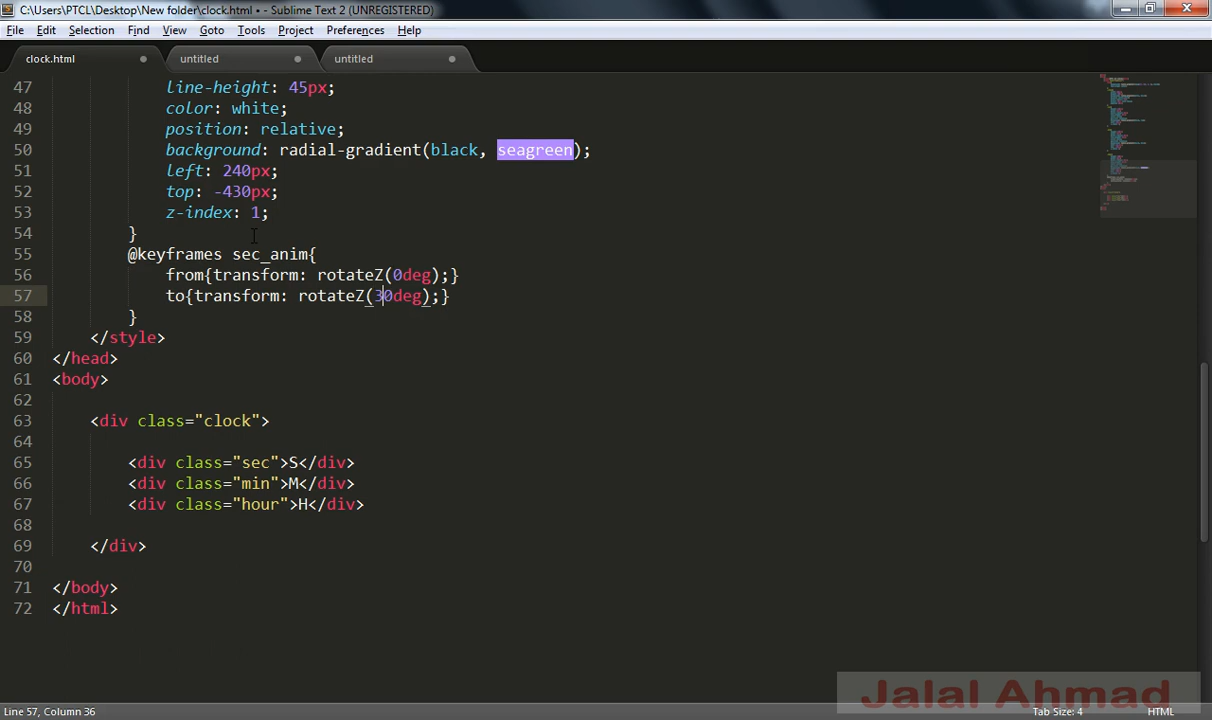 C:\Users\PTCL\Desktop\New folder\clock.html • - Sublime Text 2 (UNREGISTERED)
File Edit Selection Find View Goto Tools Project Preferences Help
clock.html untitled untitled
47 line-height: 45px;
48 color: white;
49 position: relative;
50 background: radial-gradient(black, seagreen);
51 left: 240px;
52 top: -430px;
53 z-index: 1;
54 }
55 @keyframes sec_anim{
56 from{transform: rotateZ(0deg);}
57 to{transform: rotateZ(30deg);}
58 }
59 </style>
60 </head>
61 <body>
62
63 <div class="clock">
64
65 <div class="sec">S</div>
66 <div class="min">M</div>
67 <div class="hour">H</div>
68
69 </div>
70
71 </body>
72 </html>
Jalal Ahmad
Line 57, Column 36 Tab Size: 4 HTML